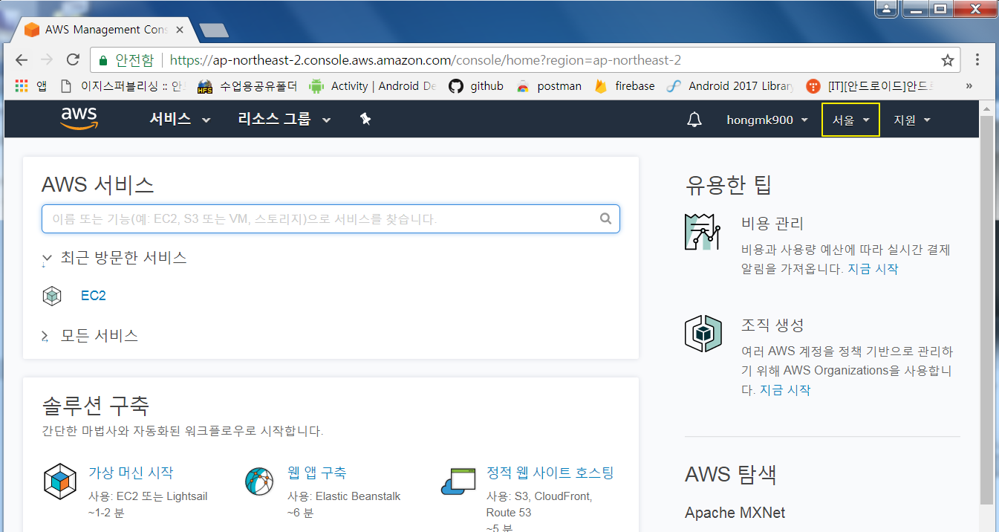 AWS Management Cons
안전함 https://ap-northeast-2.console.aws.amazon.com/console/home?region=ap-northeast-2
앱 이지스퍼블리싱 :: 안 HFS 수업용공유폴더 Activity | Android De github postman firebase Android 2017 Library [IT][안드로이드]안드 »
aws 서비스 리소스 그룹 hongmk900 서울 지원
AWS 서비스
이름 또는 기능(예: EC2, S3 또는 VM, 스토리지)으로 서비스를 찾습니다.
최근 방문한 서비스
EC2
모든 서비스
솔루션 구축
간단한 마법사와 자동화된 워크플로우로 시작합니다.
가상 머신 시작
사용: EC2 또는 Lightsail
~1-2 분
웹 앱 구축
사용: Elastic Beanstalk
~6 분
정적 웹 사이트 호스팅
사용: S3, CloudFront,
Route 53
~5 분
유용한 팁
비용 관리
비용과 사용량 예산에 따라 실시간 결제
알림을 가져옵니다. 지금 시작
조직 생성
여러 AWS 계정을 정책 기반으로 관리하
기 위해 AWS Organizations을 사용합니
다. 지금 시작
AWS 탐색
Apache MXNet